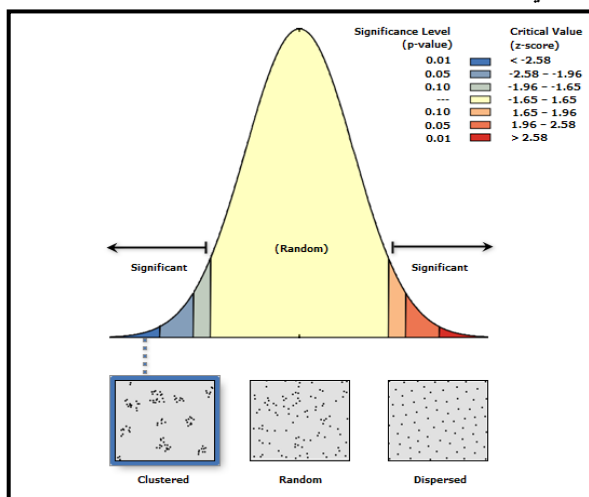 Significance Level Critical Value
(p-value) (z-score)
0.01 < -2.58
0.05 -2.58 – -1.96
0.10 -1.96 – -1.65
--- -1.65 – 1.65
0.10 1.65 – 1.96
0.05 1.96 – 2.58
0.01 > 2.58
(Random)
Significant Significant
Clustered Random Dispersed